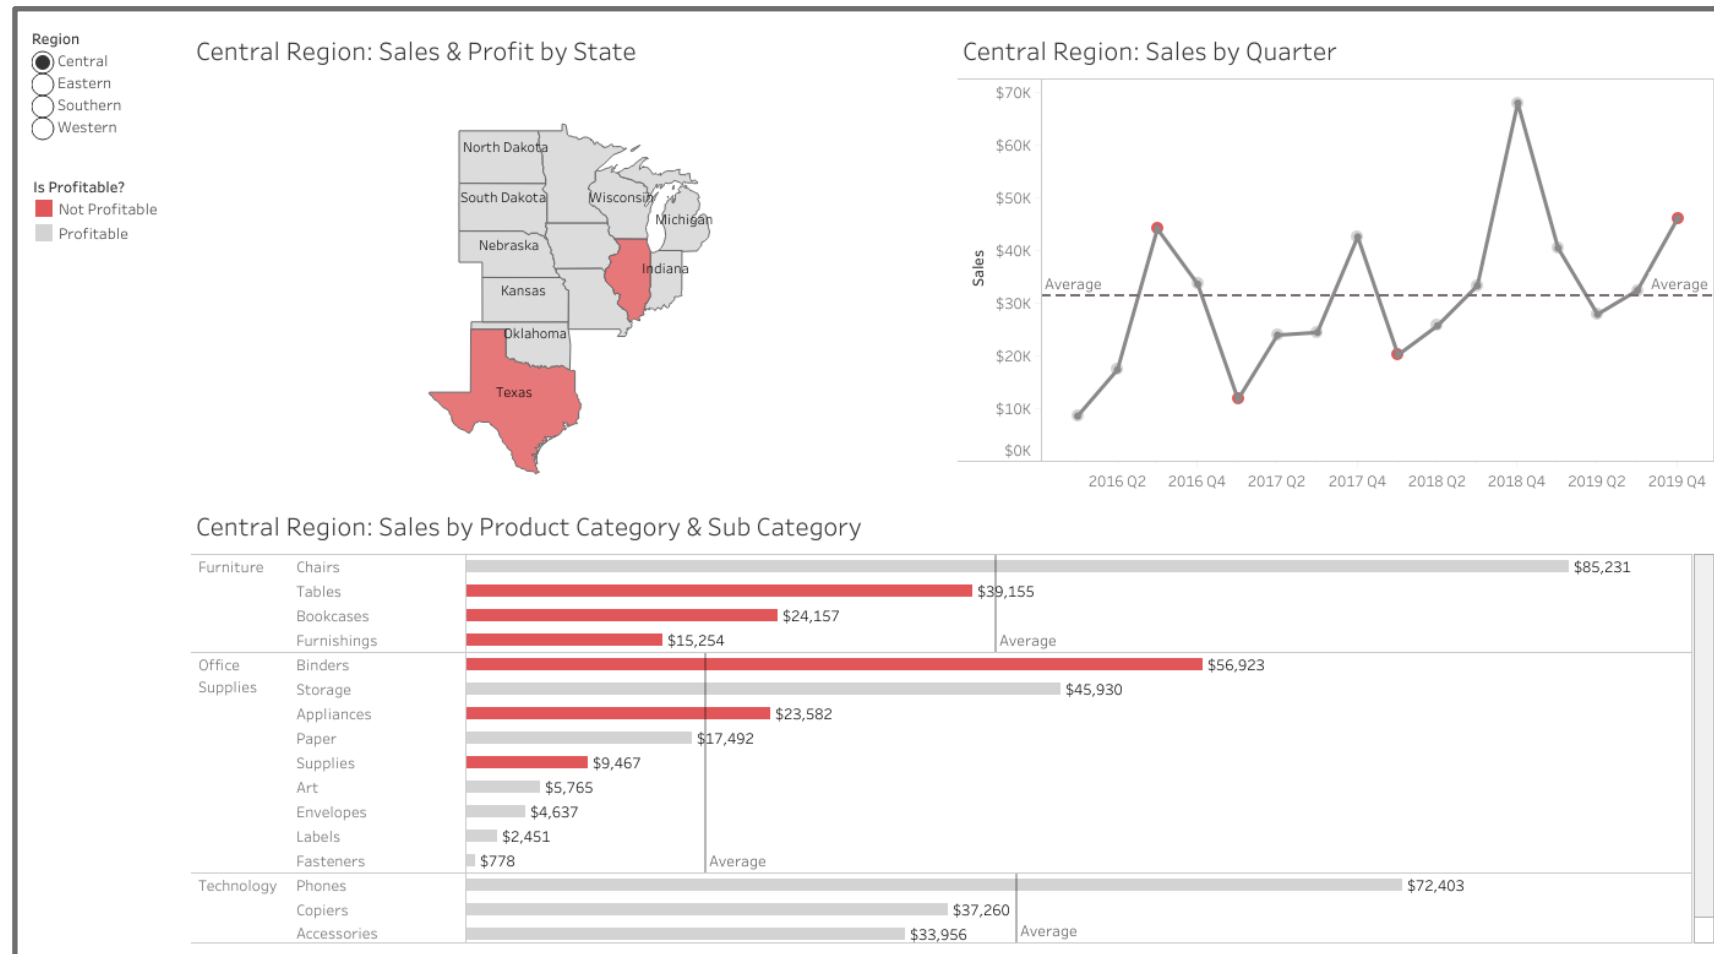 Region
Central
Eastern
Southern
Western
Is Profitable?
Not Profitable
Profitable
Central Region: Sales & Profit by State
North Dakota
South Dakota
Wisconsin
Michigan
Nebraska
Indiana
Kansas
Oklahoma
Texas
Central Region: Sales by Quarter
$70K
$60K
$50K
$40K
$30K
$20K
$10K
$0K
Sales
Average
Average
2016 Q2 2016 Q4 2017 Q2 2017 Q4 2018 Q2 2018 Q4 2019 Q2 2019 Q4
Central Region: Sales by Product Category & Sub Category
Furniture Chairs $85,231
Tables $39,155
Bookcases $24,157
Furnishings $15,254 Average
Office Binders $56,923
Supplies Storage $45,930
Appliances $23,582
Paper $17,492
Supplies $9,467
Art $5,765
Envelopes $4,637
Labels $2,451
Fasteners $778 Average
Technology Phones $72,403
Copiers $37,260
Accessories $33,956 Average